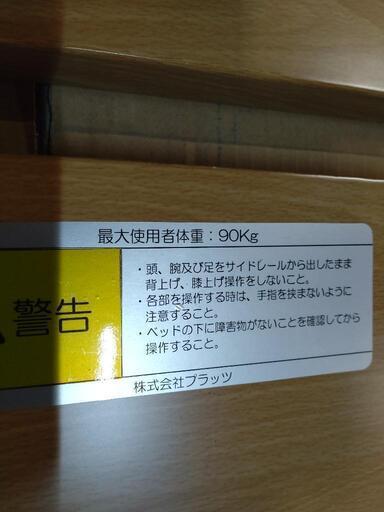 最大使用者体重：90Kg
警告
・頭、腕及び足をサイドレールから出したまま
背上げ、膝上げ操作をしないこと。
・各部を操作する時は、手指を挟まないように
注意すること。
・ベッドの下に障害物がないことを確認してから
操作すること。
株式会社プラッツ